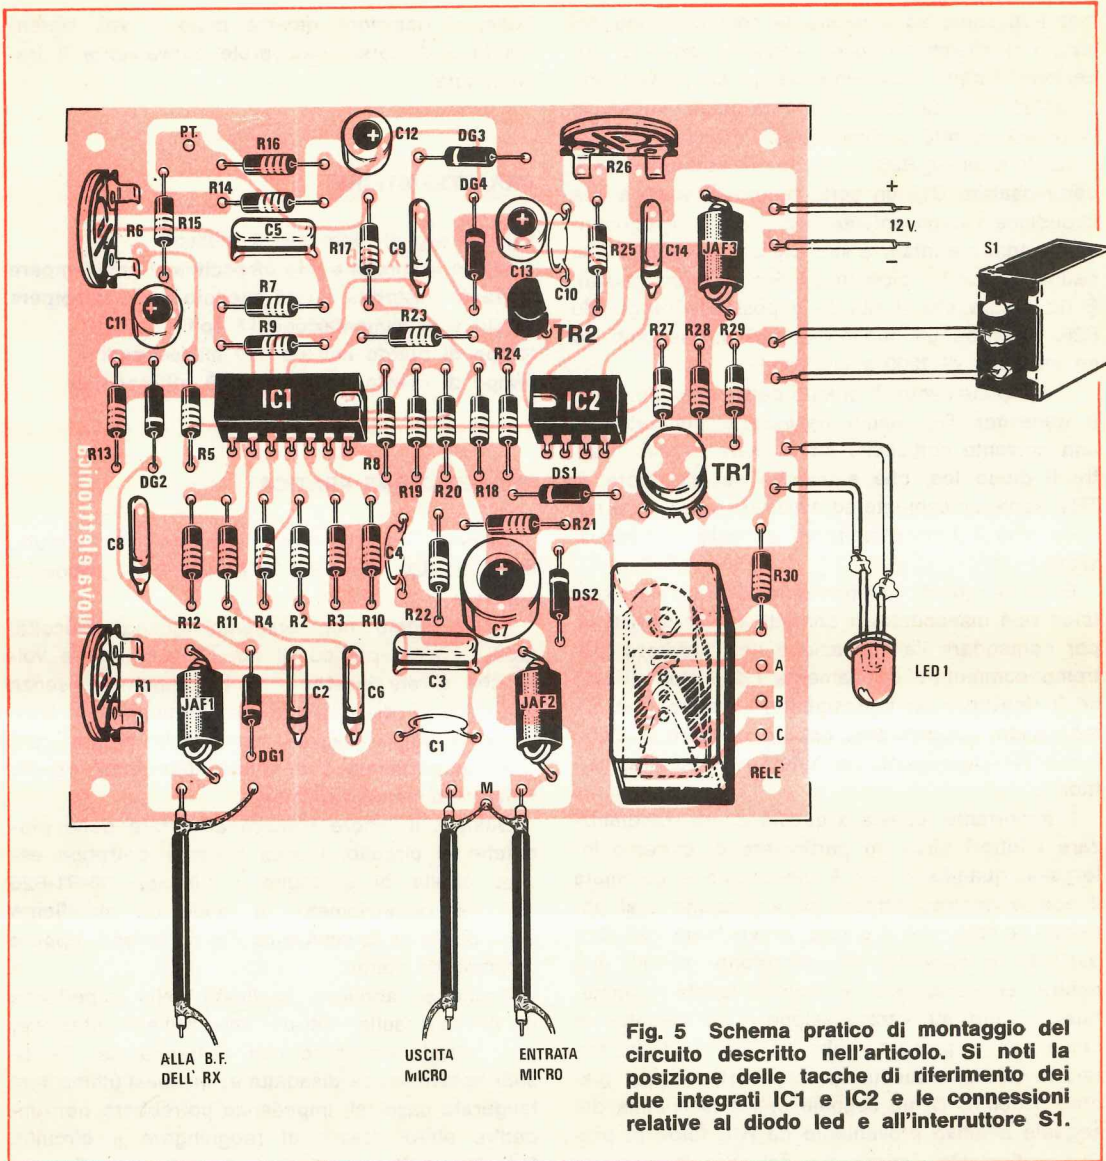 P.T.
R16
C12
DG3
R26
R14
DG4
R6
R15
C5
R17
C9
C13
C10
R25
C14
JAF3
+
12 V.
S1
R7
C11
R9
R23
TR2
R24
R27
R28
R29
IC1
IC2
R13
DG2
R5
R8
R19
R20
R18
DS1
TR1
R21
C8
nuova elettronica
C4
R22
C7
DS2
R30
R12
R11
R4
R2
R3
R10
R1
JAF1
DG1
C2
C6
C3
C1
JAF2
A
B
C
LED 1
RELE'
M
ALLA B.F.
DELL' RX
USCITA
MICRO
ENTRATA
MICRO
Fig. 5 Schema pratico di montaggio del
circuito descritto nell'articolo. Si noti la
posizione delle tacche di riferimento dei
due integrati IC1 e IC2 e le connessioni
relative al diodo led e all'interruttore S1.